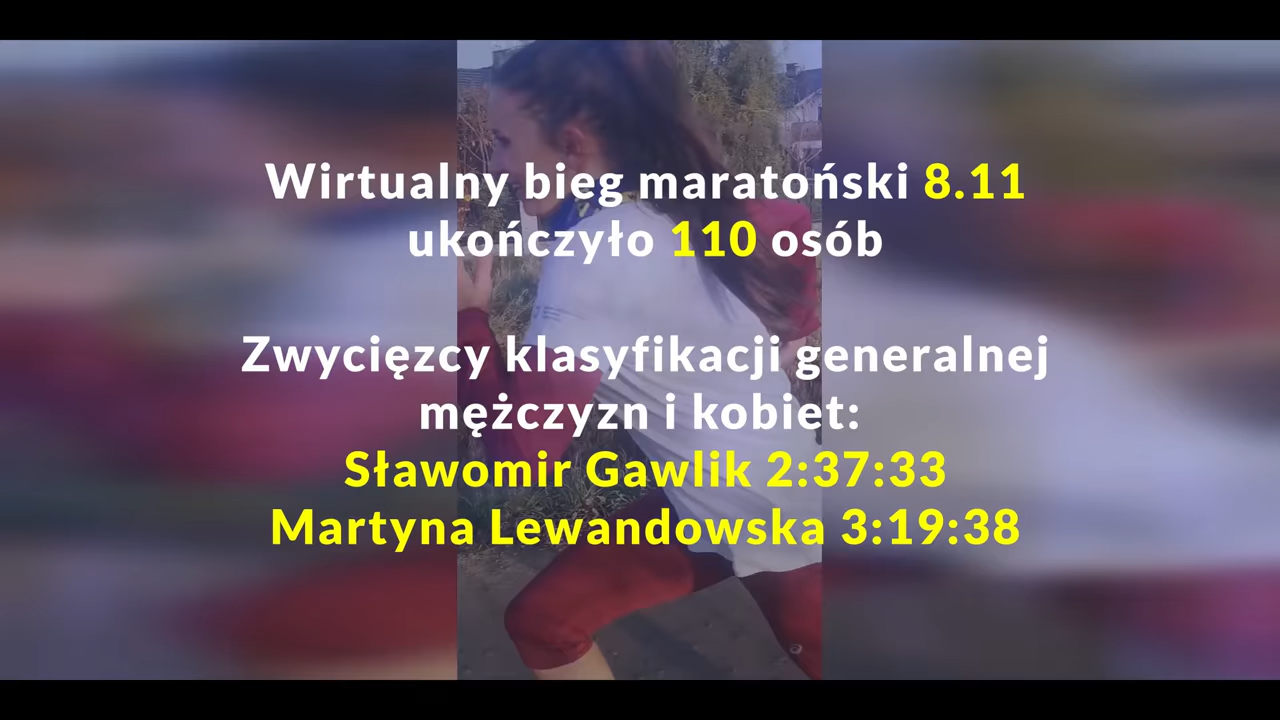 Wirtualny bieg maratoński 8.11
ukończyło 110 osób
Zwycięzcy klasyfikacji generalnej
mężczyzn i kobiet:
Sławomir Gawlik 2:37:33
Martyna Lewandowska 3:19:38